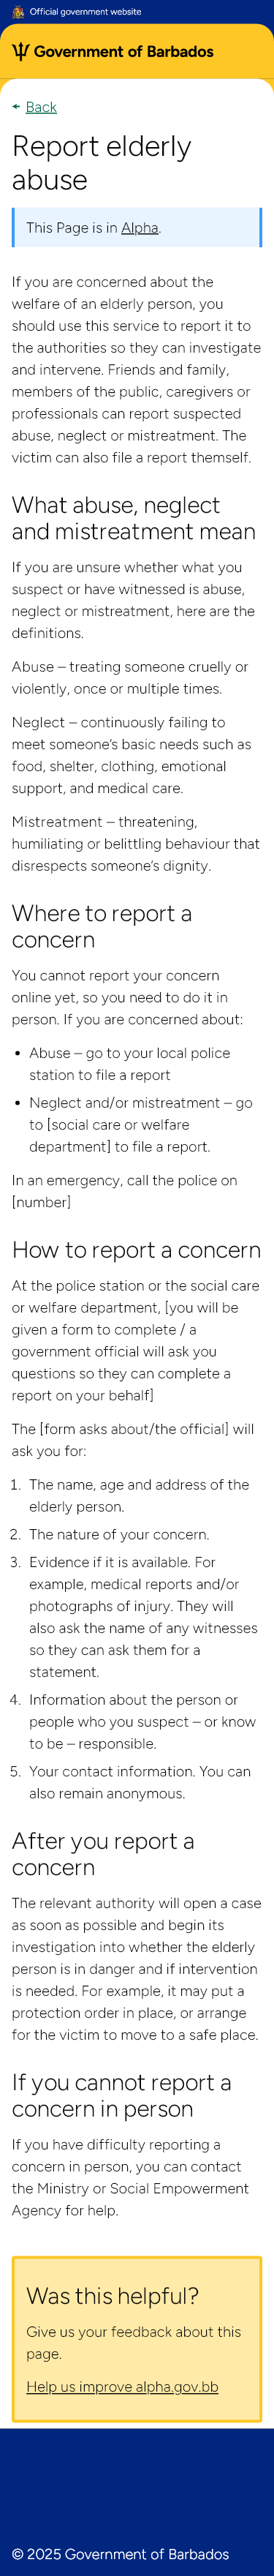 Official government website
Government of Barbados
Back
Report elderly
abuse
This Page is in Alpha.
If you are concerned about the
welfare of an elderly person, you
should use this service to report it to
the authorities so they can investigate
and intervene. Friends and family,
members of the public, caregivers or
professionals can report suspected
abuse, neglect or mistreatment. The
victim can also file a report themself.
What abuse, neglect
and mistreatment mean
If you are unsure whether what you
suspect or have witnessed is abuse,
neglect or mistreatment, here are the
definitions.
Abuse – treating someone cruelly or
violently, once or multiple times.
Neglect – continuously failing to
meet someone’s basic needs such as
food, shelter, clothing, emotional
support, and medical care.
Mistreatment – threatening,
humiliating or belittling behaviour that
disrespects someone’s dignity.
Where to report a
concern
You cannot report your concern
online yet, so you need to do it in
person. If you are concerned about:
• Abuse – go to your local police
station to file a report
• Neglect and/or mistreatment – go
to [social care or welfare
department] to file a report.
In an emergency, call the police on
[number]
How to report a concern
At the police station or the social care
or welfare department, [you will be
given a form to complete / a
government official will ask you
questions so they can complete a
report on your behalf]
The [form asks about/the official] will
ask you for:
1. The name, age and address of the
elderly person.
2. The nature of your concern.
3. Evidence if it is available. For
example, medical reports and/or
photographs of injury. They will
also ask the name of any witnesses
so they can ask them for a
statement.
4. Information about the person or
people who you suspect – or know
to be – responsible.
5. Your contact information. You can
also remain anonymous.
After you report a
concern
The relevant authority will open a case
as soon as possible and begin its
investigation into whether the elderly
person is in danger and if intervention
is needed. For example, it may put a
protection order in place, or arrange
for the victim to move to a safe place.
If you cannot report a
concern in person
If you have difficulty reporting a
concern in person, you can contact
the Ministry or Social Empowerment
Agency for help.
Was this helpful?
Give us your feedback about this
page.
Help us improve alpha.gov.bb
© 2025 Government of Barbados